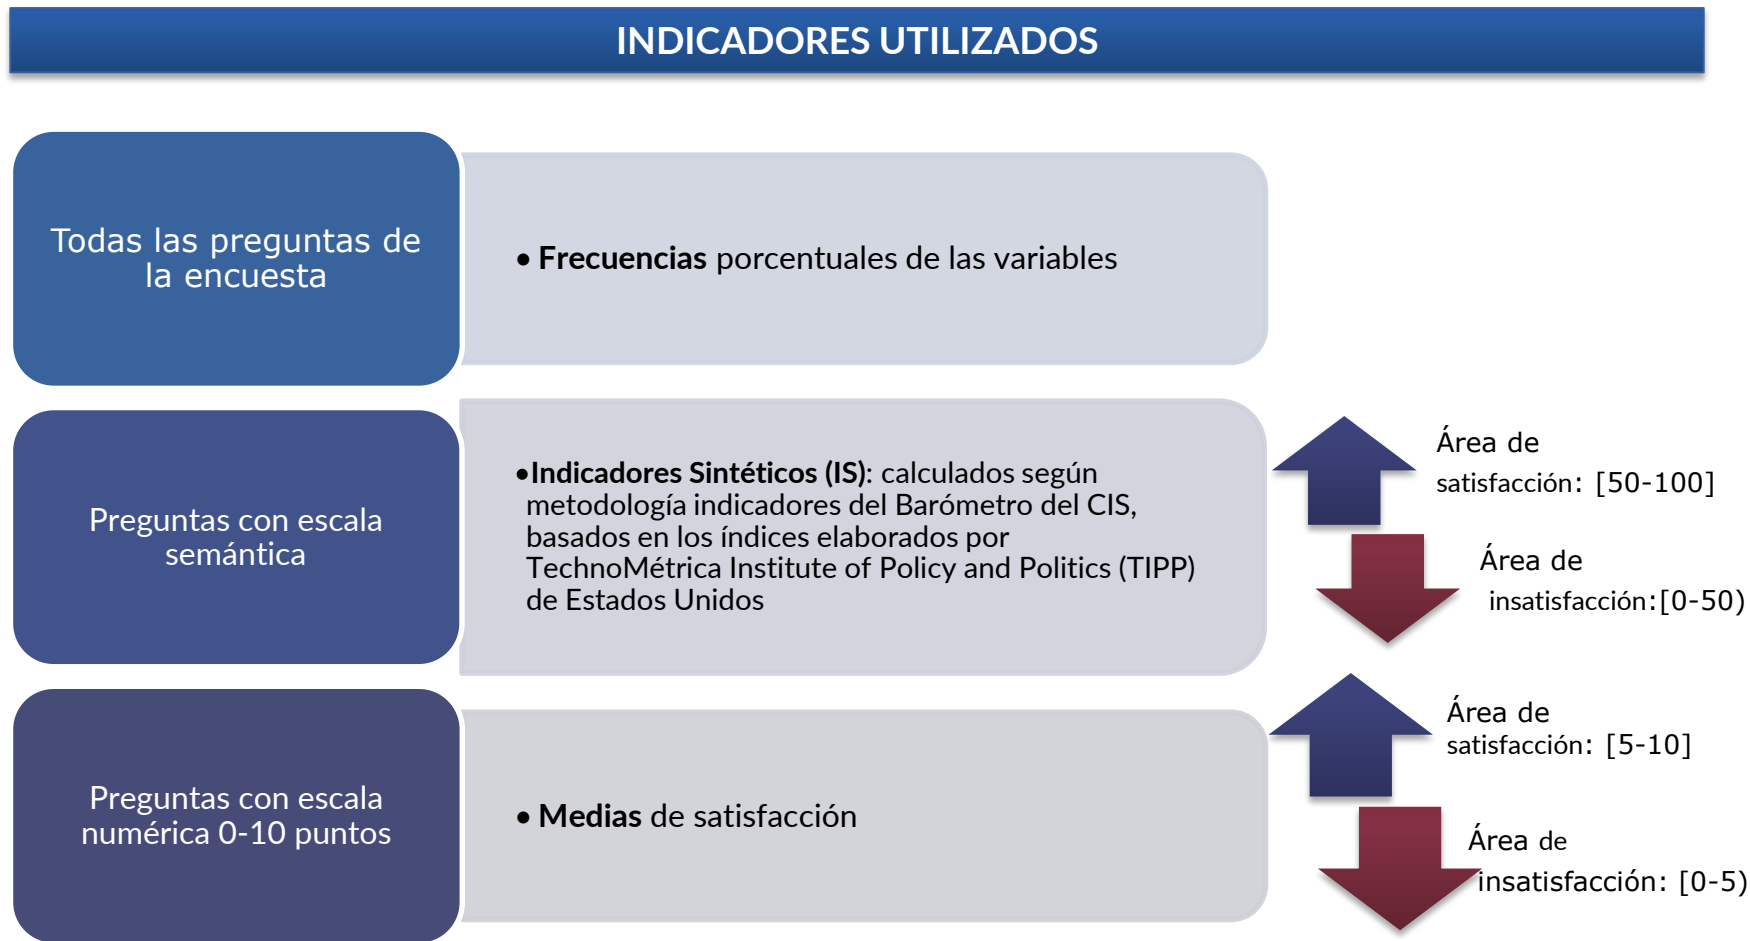 INDICADORES UTILIZADOS
Todas las preguntas de
la encuesta
• Frecuencias porcentuales de las variables
Preguntas con escala
semántica
•Indicadores Sintéticos (IS): calculados según
metodología indicadores del Barómetro del CIS,
basados en los índices elaborados por
TechnoMétrica Institute of Policy and Politics (TIPP)
de Estados Unidos
Área de
satisfacción: [50-100]
Área de
insatisfacción:[0-50)
Preguntas con escala
numérica 0-10 puntos
• Medias de satisfacción
Área de
satisfacción: [5-10]
Área de
insatisfacción: [0-5)